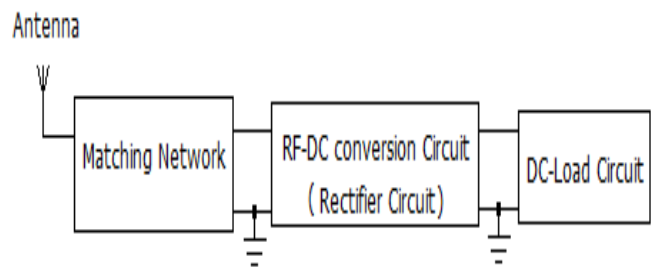 Antenna
Matching Network
RF-DC conversion Circuit
( Rectifier Circuit)
DC-Load Circuit